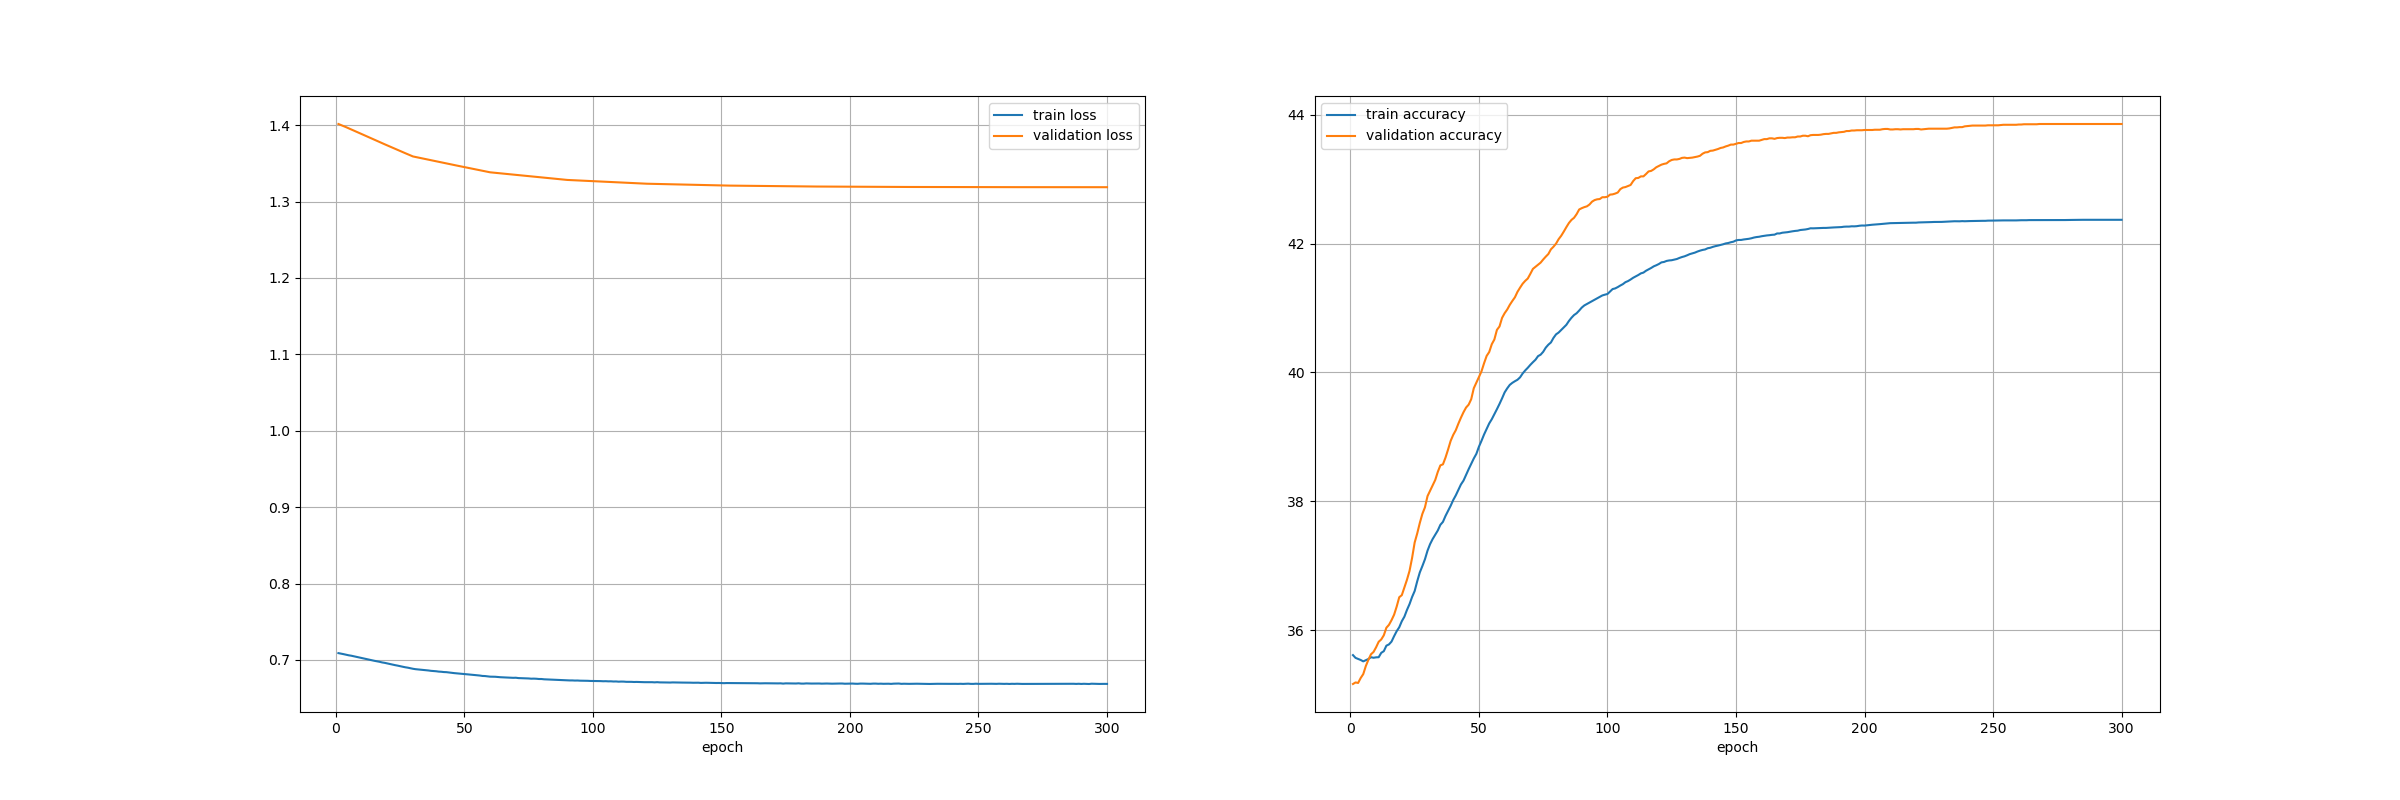 train loss
validation loss
1.4
1.3
1.2
1.1
1.0
0.9
0.8
0.7
0 50 100 150 200 250 300
epoch
train accuracy
validation accuracy
44
42
40
38
36
0 50 100 150 200 250 300
epoch